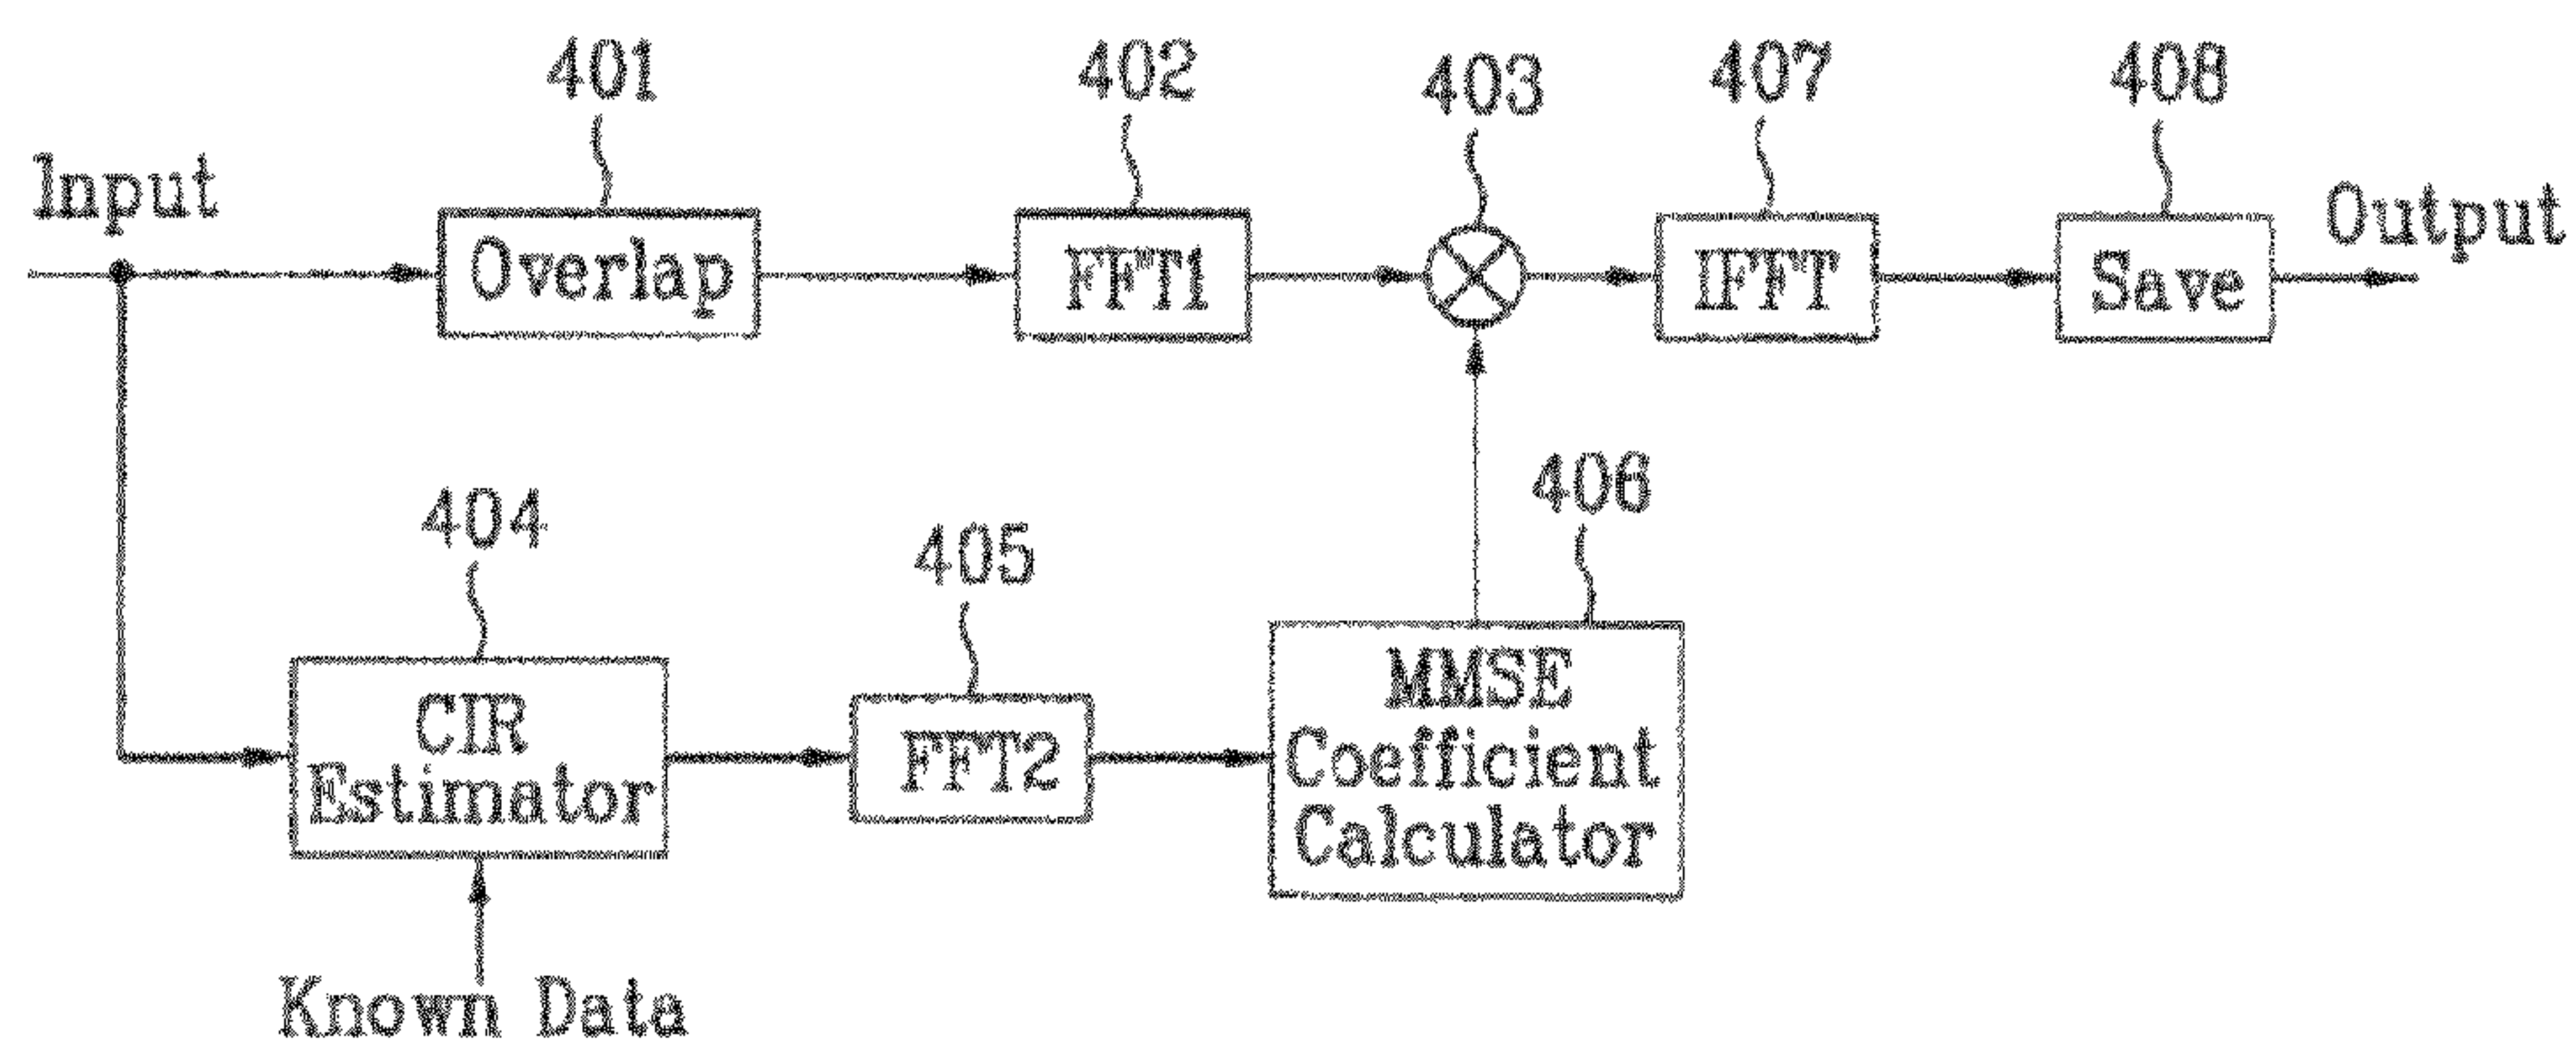 401
402
403
407
408
Input
Overlap
FFT1
IFFT
Save
Output
404
405
406
CIR
Estimator
FFT2
MMSE
Coefficient
Calculator
Known Data